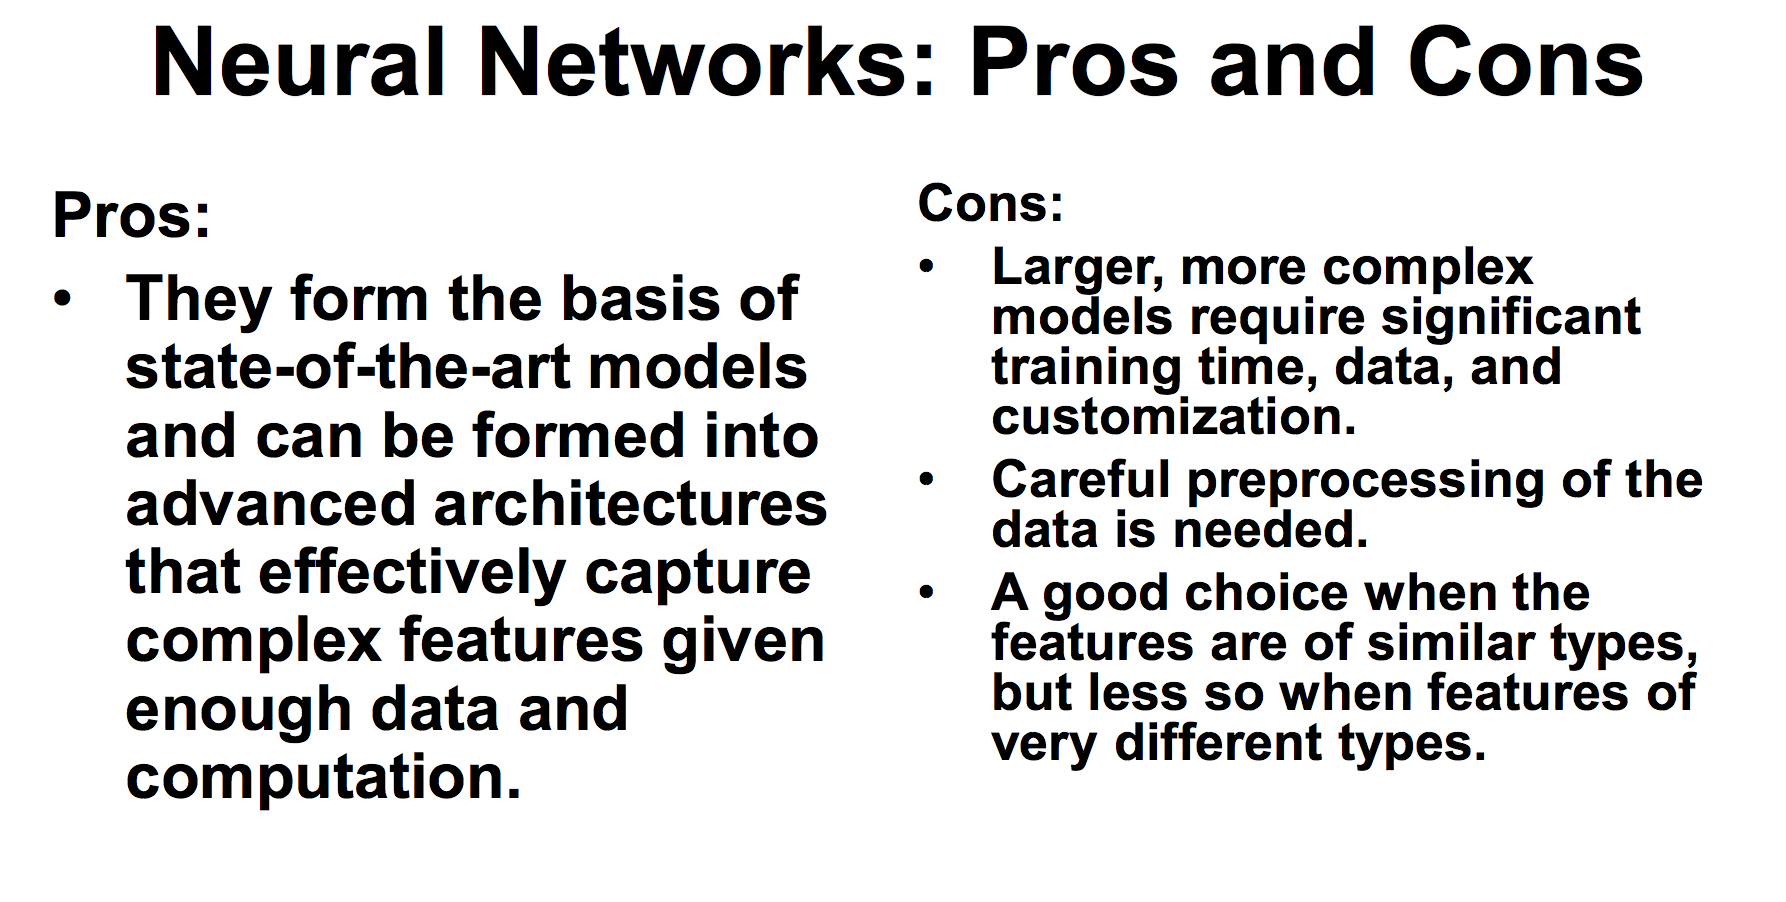 Neural Networks: Pros and Cons
Pros:
• They form the basis of
state-of-the-art models
and can be formed into
advanced architectures
that effectively capture
complex features given
enough data and
computation.
Cons:
• Larger, more complex
models require significant
training time, data, and
customization.
• Careful preprocessing of the
data is needed.
• A good choice when the
features are of similar types,
but less so when features of
very different types.